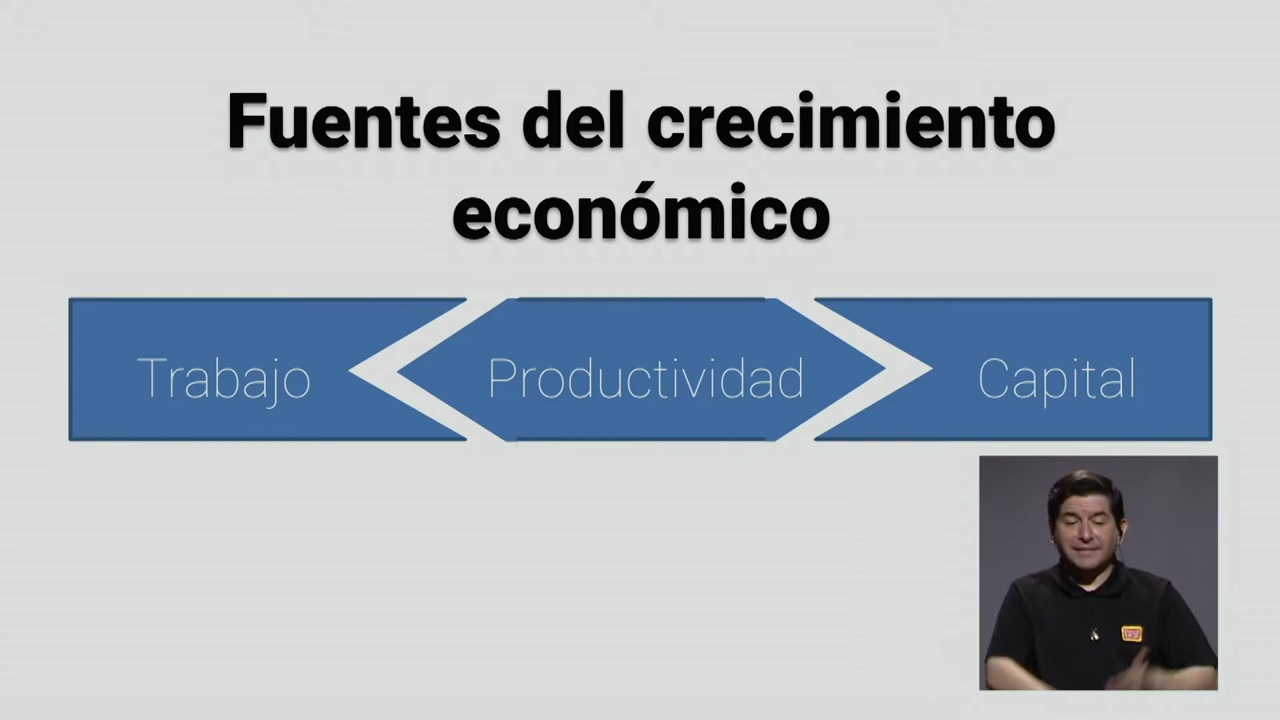 Fuentes del crecimiento
económico
Trabajo
Productividad
Capital